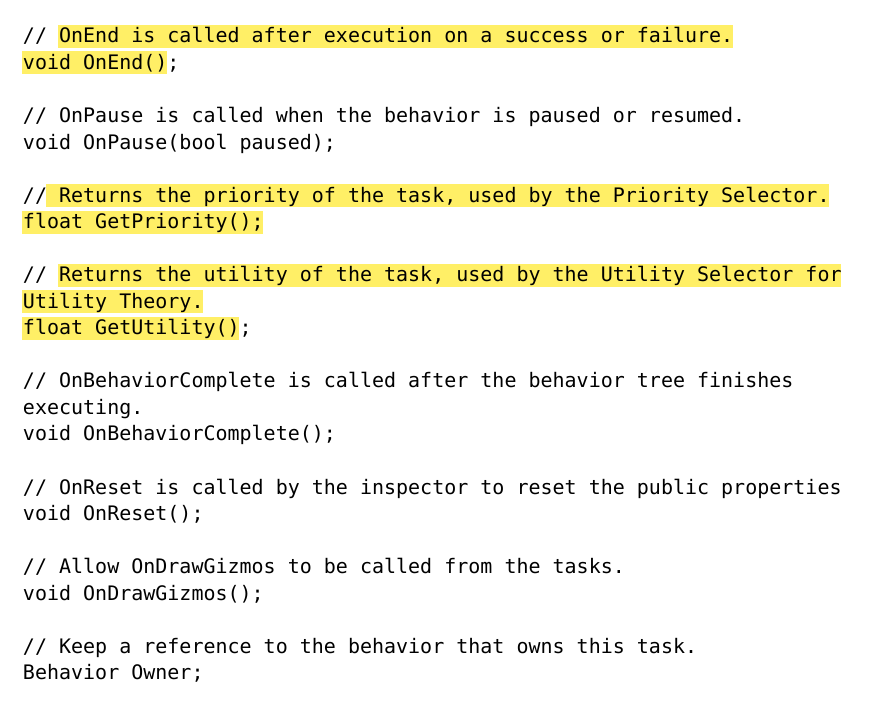 // OnEnd is called after execution on a success or failure.
void OnEnd();
// OnPause is called when the behavior is paused or resumed.
void OnPause(bool paused);
// Returns the priority of the task, used by the Priority Selector.
float GetPriority();
// Returns the utility of the task, used by the Utility Selector for
Utility Theory.
float GetUtility();
// OnBehaviorComplete is called after the behavior tree finishes
executing.
void OnBehaviorComplete();
// OnReset is called by the inspector to reset the public properties
void OnReset();
// Allow OnDrawGizmos to be called from the tasks.
void OnDrawGizmos();
// Keep a reference to the behavior that owns this task.
Behavior Owner;